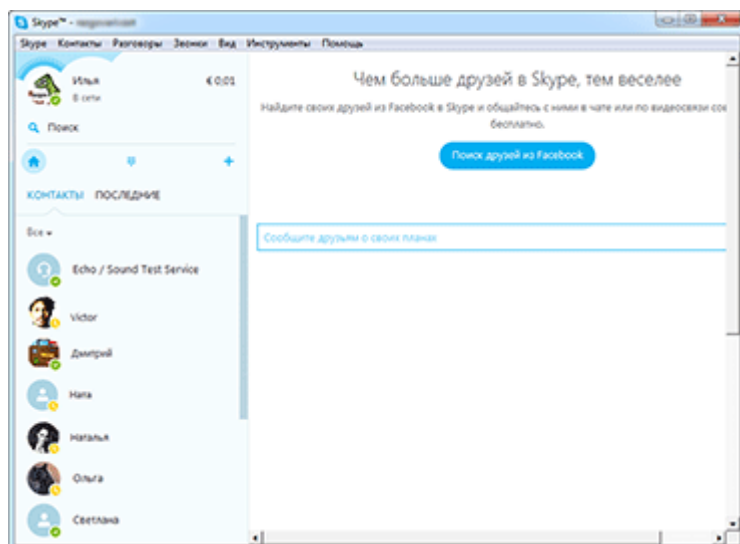 Skype™ -
Skype Контакты Разговоры Звонки Вид Инструменты Помощь
Илья € 0,01
В сети
Поиск
КОНТАКТЫ ПОСЛЕДНИЕ
Все
Echo / Sound Test Service
Victor
Дмитрий
Ната
Наталья
Ольга
Светлана
Чем больше друзей в Skype, тем веселее
Найдите своих друзей из Facebook в Skype и общайтесь с ними в чате или по видеосвязи сов
бесплатно.
Поиск друзей из Facebook
Сообщите друзьям о своих планах